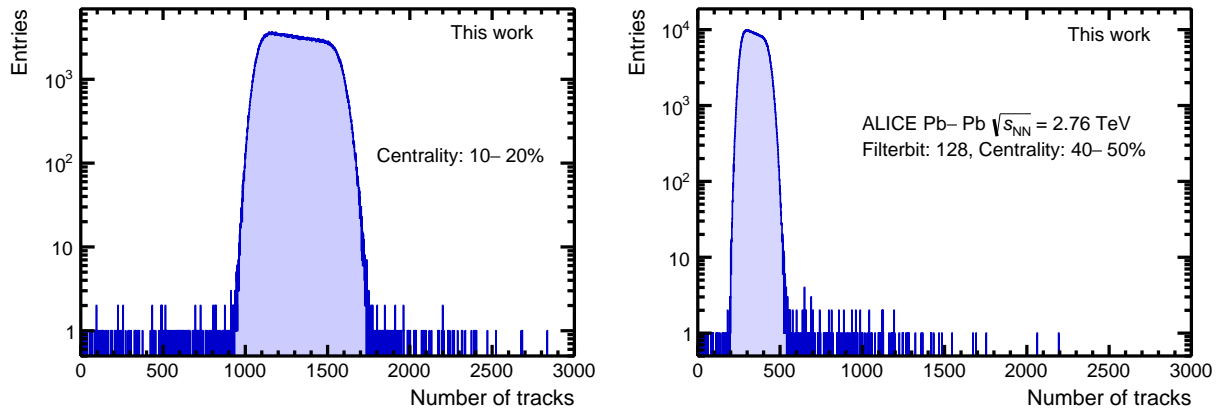 Entries
This work
10³
Centrality: 10– 20%
10²
10
1
0 500 1000 1500 2000 2500 3000
Number of tracks
Entries
10⁴
This work
10³
ALICE Pb– Pb √s_NN = 2.76 TeV
Filterbit: 128, Centrality: 40– 50%
10²
10
1
0 500 1000 1500 2000 2500 3000
Number of tracks